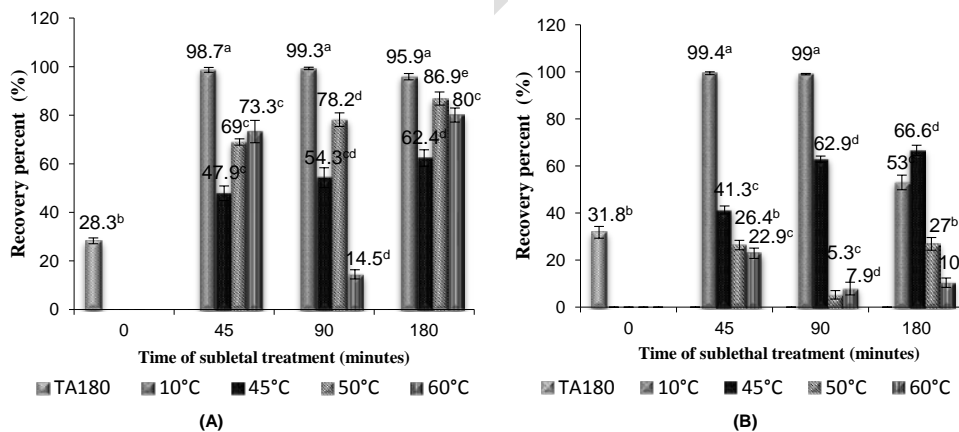 120
100
80
60
40
20
0
Recovery percent (%)
28.3b
98.7a
47.9c
69c
73.3c
99.3a
54.3cd
78.2d
14.5d
95.9a
62.4d
86.9e
80c
0 45 90 180
Time of subletal treatment (minutes)
TA180 10°C 45°C 50°C 60°C
(A)
120
100
80
60
40
20
0
Recovery percent (%)
31.8b
99.4a
41.3c
26.4b
22.9c
99a
62.9d
5.3c
7.9d
53c
66.6d
27b
10
0 45 90 180
Time of sublethal treatment (minutes)
TA180 10°C 45°C 50°C 60°C
(B)